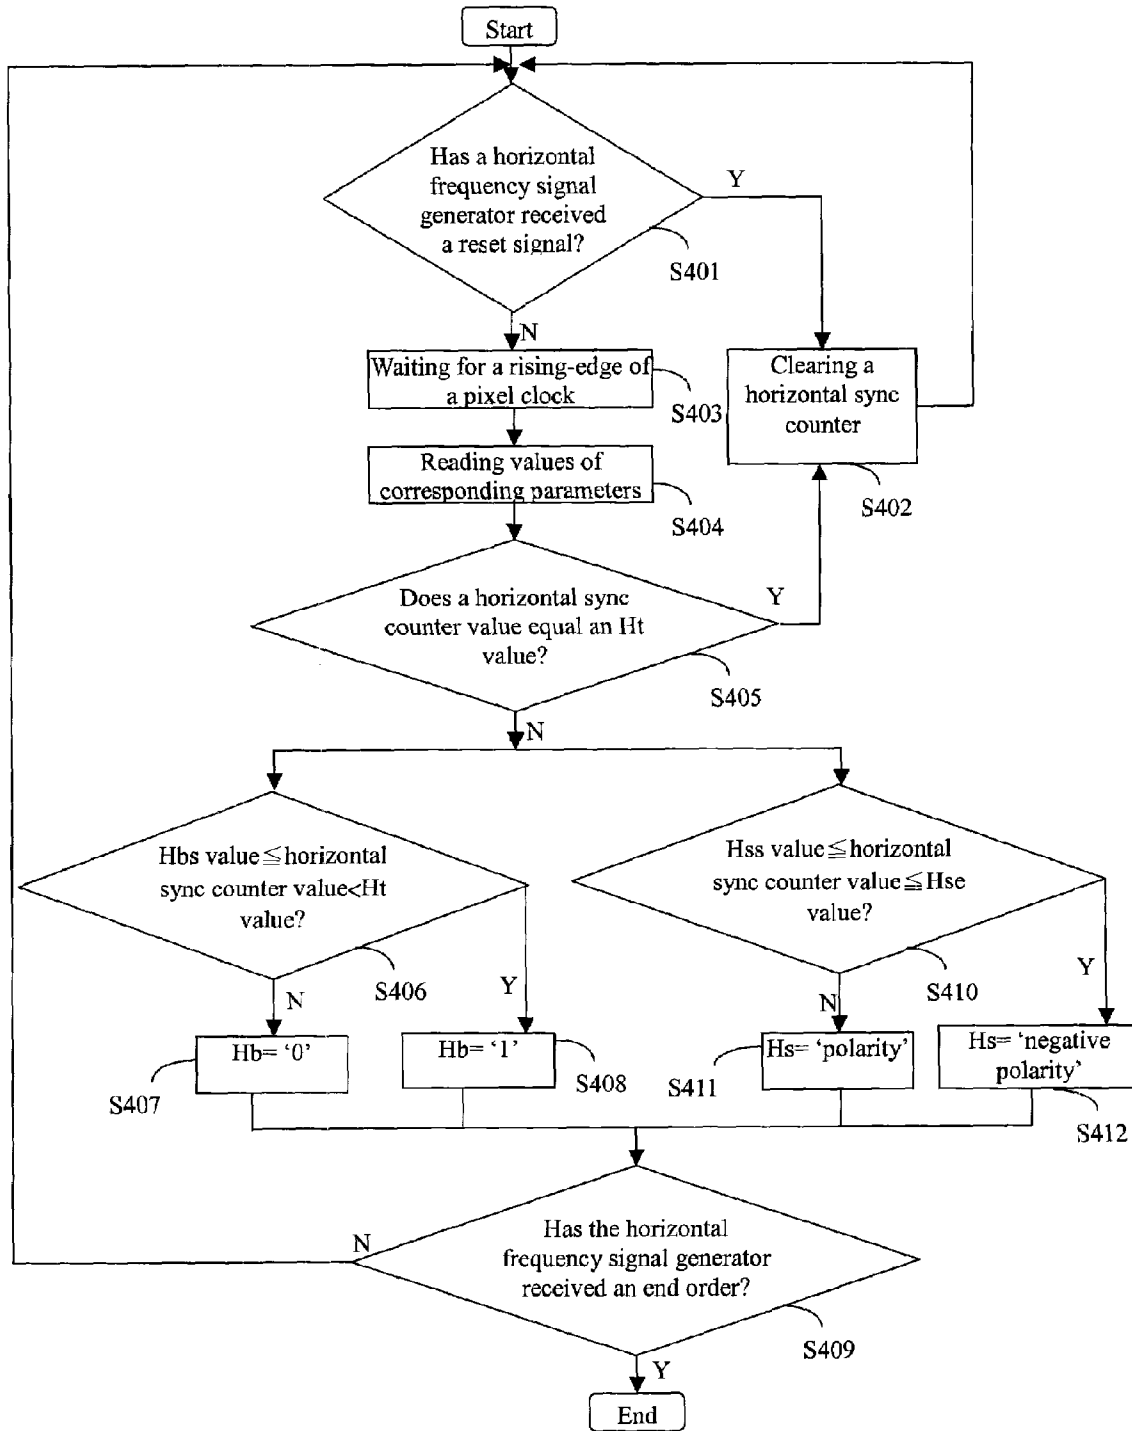 Start
Has a horizontal
frequency signal
generator received
a reset signal?
Y
S401
N
Waiting for a rising-edge of
a pixel clock
S403
Clearing a
horizontal sync
counter
S402
Reading values of
corresponding parameters
S404
Does a horizontal sync
counter value equal an Ht
value?
Y
S405
N
Hbs value≦horizontal
sync counter value<Ht
value?
S406
N
Y
Hss value≦horizontal
sync counter value≦Hse
value?
S410
N
Y
Hb= ‘0’
S407
Hb= ‘1’
S408
Hs= ‘polarity’
S411
Hs= ‘negative
polarity’
S412
Has the horizontal
frequency signal generator
received an end order?
N
S409
Y
End